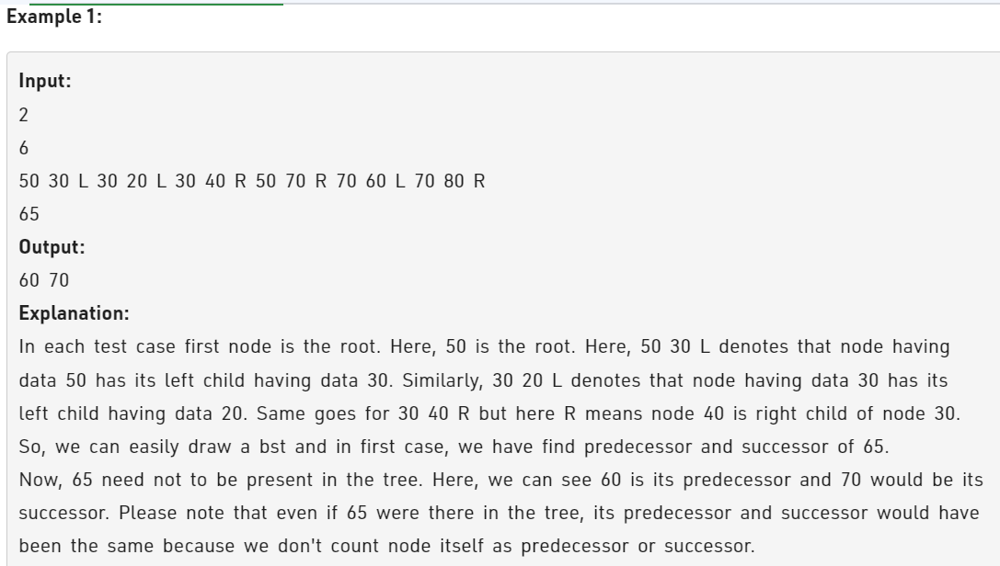 Example 1:
Input:
2
6
50 30 L 30 20 L 30 40 R 50 70 R 70 60 L 70 80 R
65
Output:
60 70
Explanation:
In each test case first node is the root. Here, 50 is the root. Here, 50 30 L denotes that node having
data 50 has its left child having data 30. Similarly, 30 20 L denotes that node having data 30 has its
left child having data 20. Same goes for 30 40 R but here R means node 40 is right child of node 30.
So, we can easily draw a bst and in first case, we have find predecessor and successor of 65.
Now, 65 need not to be present in the tree. Here, we can see 60 is its predecessor and 70 would be its
successor. Please note that even if 65 were there in the tree, its predecessor and successor would have
been the same because we don't count node itself as predecessor or successor.